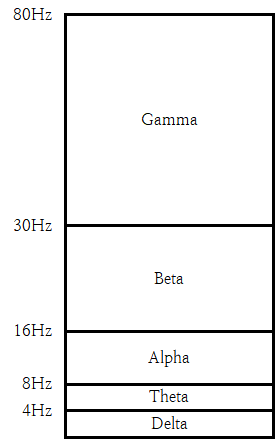 80Hz
Gamma
30Hz
Beta
16Hz
Alpha
8Hz
Theta
4Hz
Delta